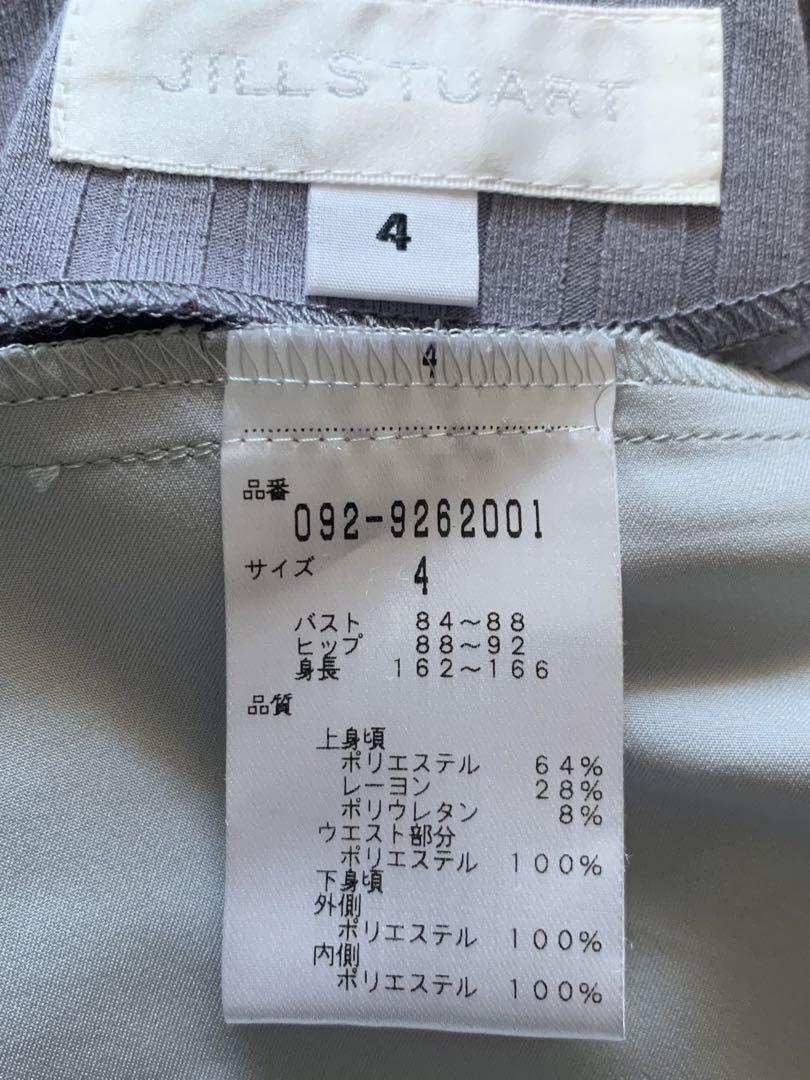 JILLSTUART
4
4
品番
092-9262001
サイズ 4
バスト 84～88
ヒップ 88～92
身長 162～166
品質
上身頃
ポリエステル 64%
レーヨン 28%
ポリウレタン 8%
ウエスト部分
ポリエステル 100%
下身頃
外側
ポリエステル 100%
内側
ポリエステル 100%